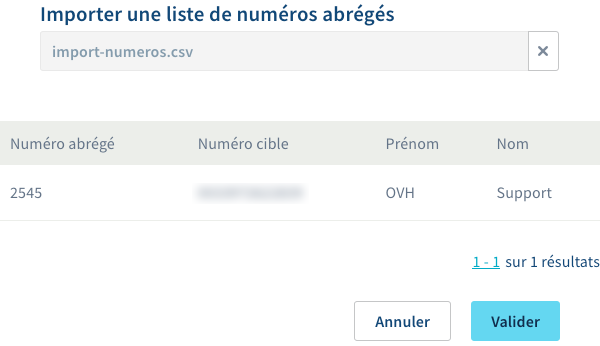 Importer une liste de numéros abrégés
import-numeros.csv
Numéro abrégé Numéro cible Prénom Nom
2545 OVH Support
1 - 1 sur 1 résultats
Annuler Valider